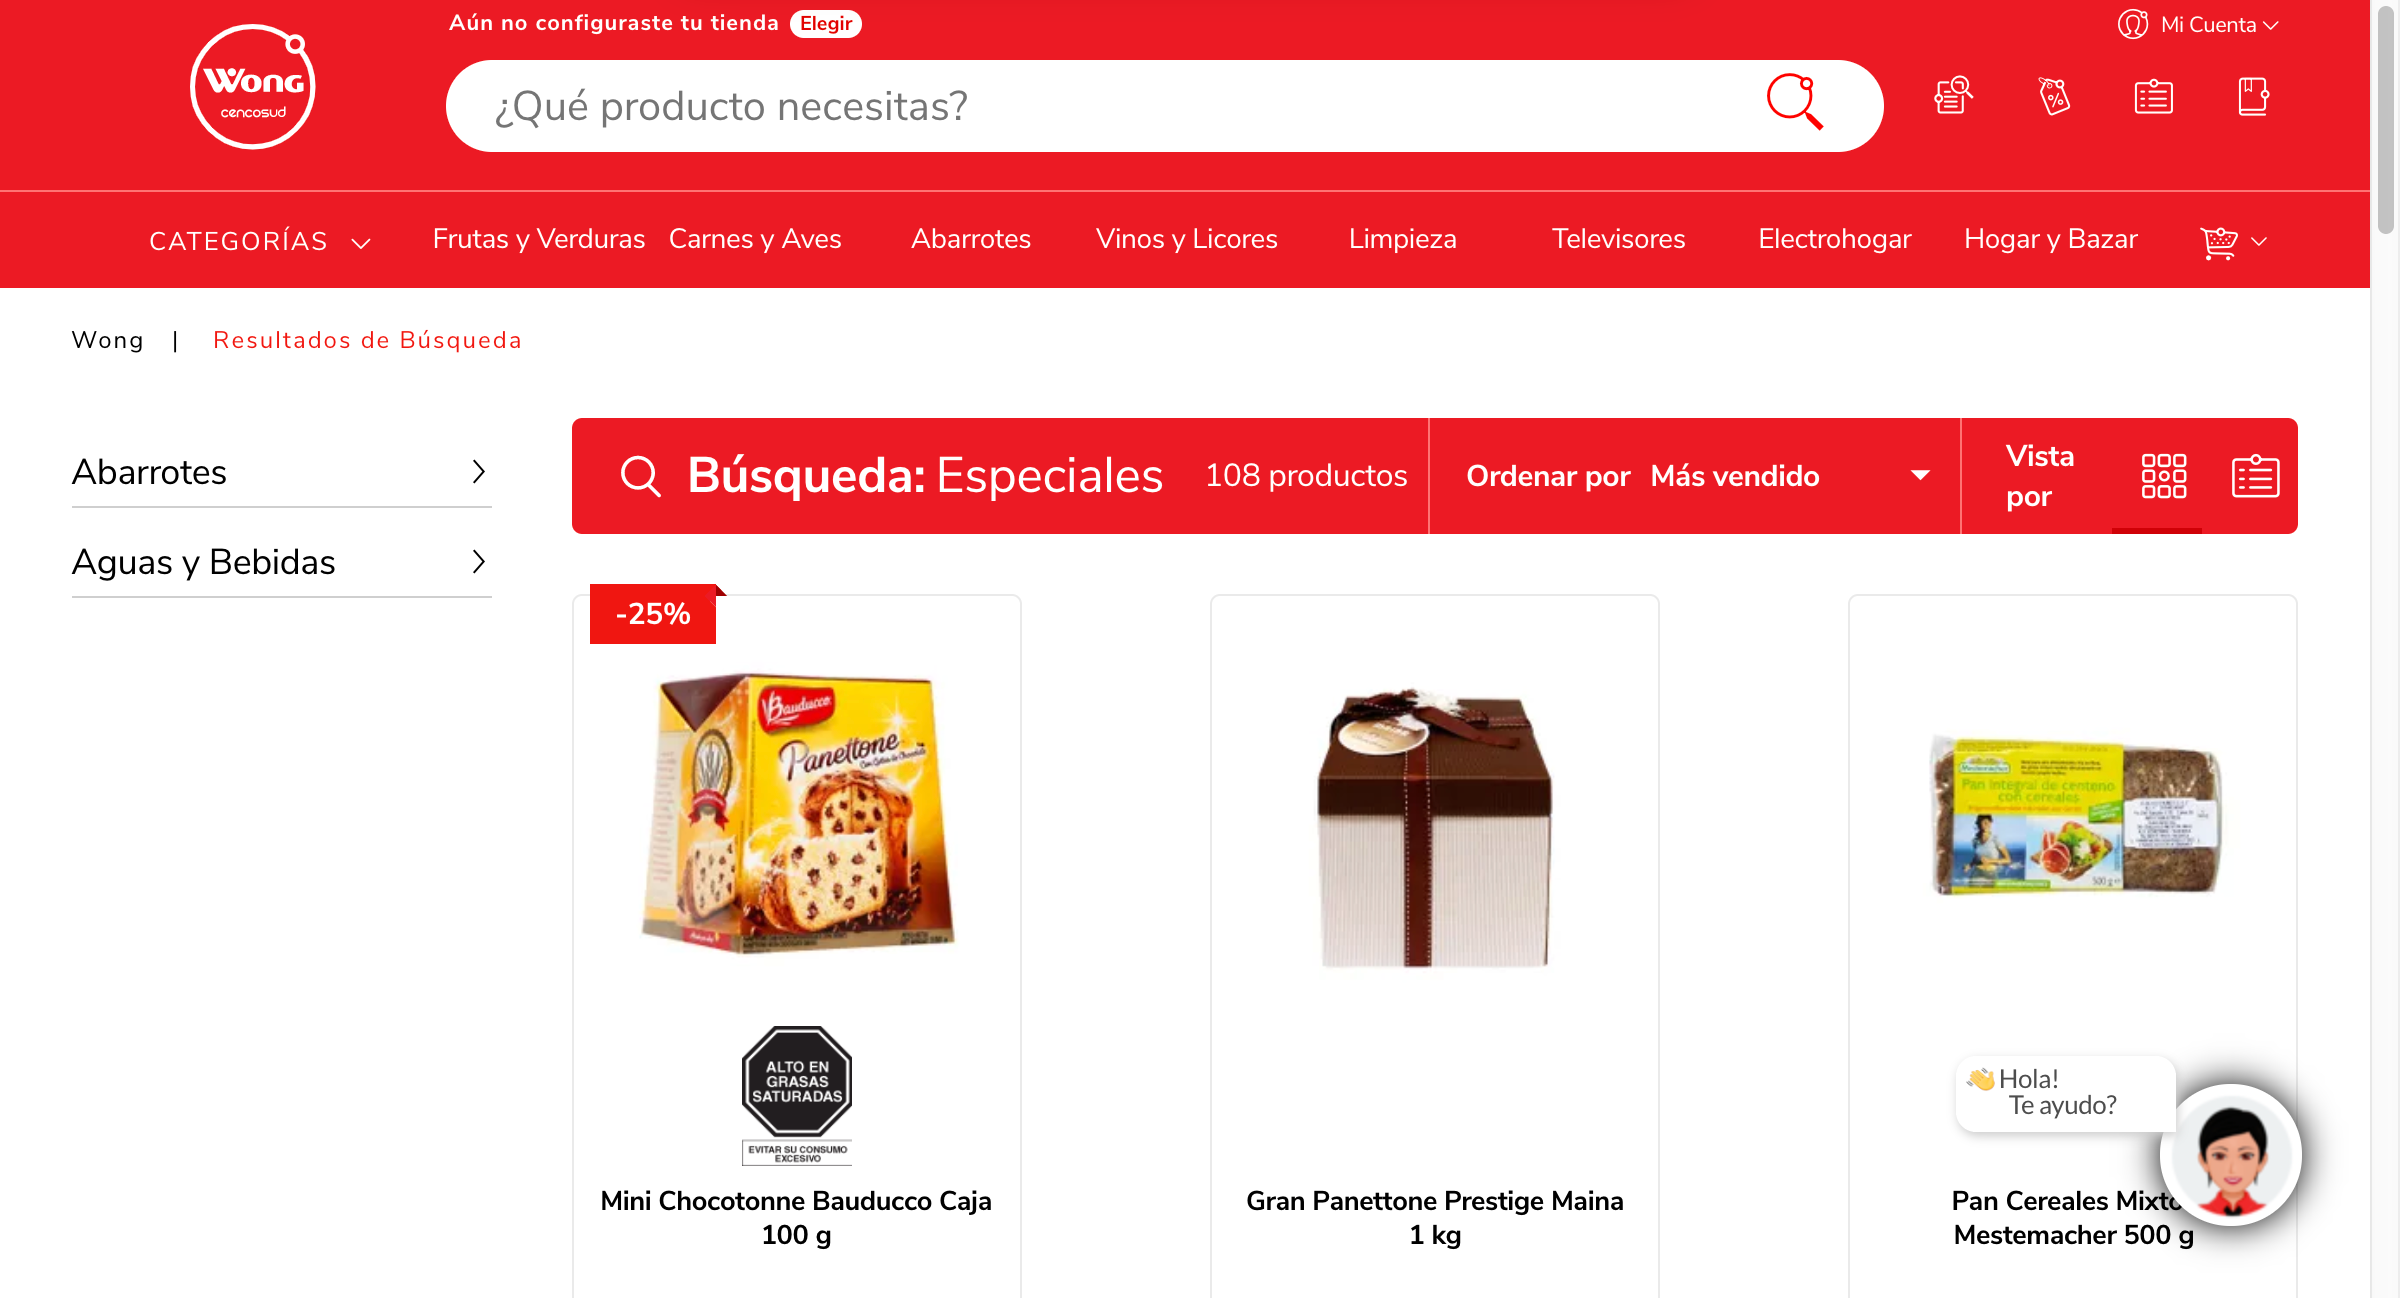 Aún no configuraste tu tienda Elegir
Mi Cuenta
Wong
cencosud
¿Qué producto necesitas?
CATEGORÍAS
Frutas y Verduras
Carnes y Aves
Abarrotes
Vinos y Licores
Limpieza
Televisores
Electrohogar
Hogar y Bazar
Wong | Resultados de Búsqueda
Abarrotes
Aguas y Bebidas
Búsqueda: Especiales
108 productos
Ordenar por Más vendido
Vista
por
-25%
Bauducco
Panettone
Mestemacher
Pan integral de centeno
con cereales
500 g
ALTO EN
GRASAS
SATURADAS
EVITAR SU CONSUMO
EXCESIVO
👋 Hola!
Te ayudo?
Mini Chocotonne Bauducco Caja
100 g
Gran Panettone Prestige Maina
1 kg
Pan Cereales
Mestemacher 500 g